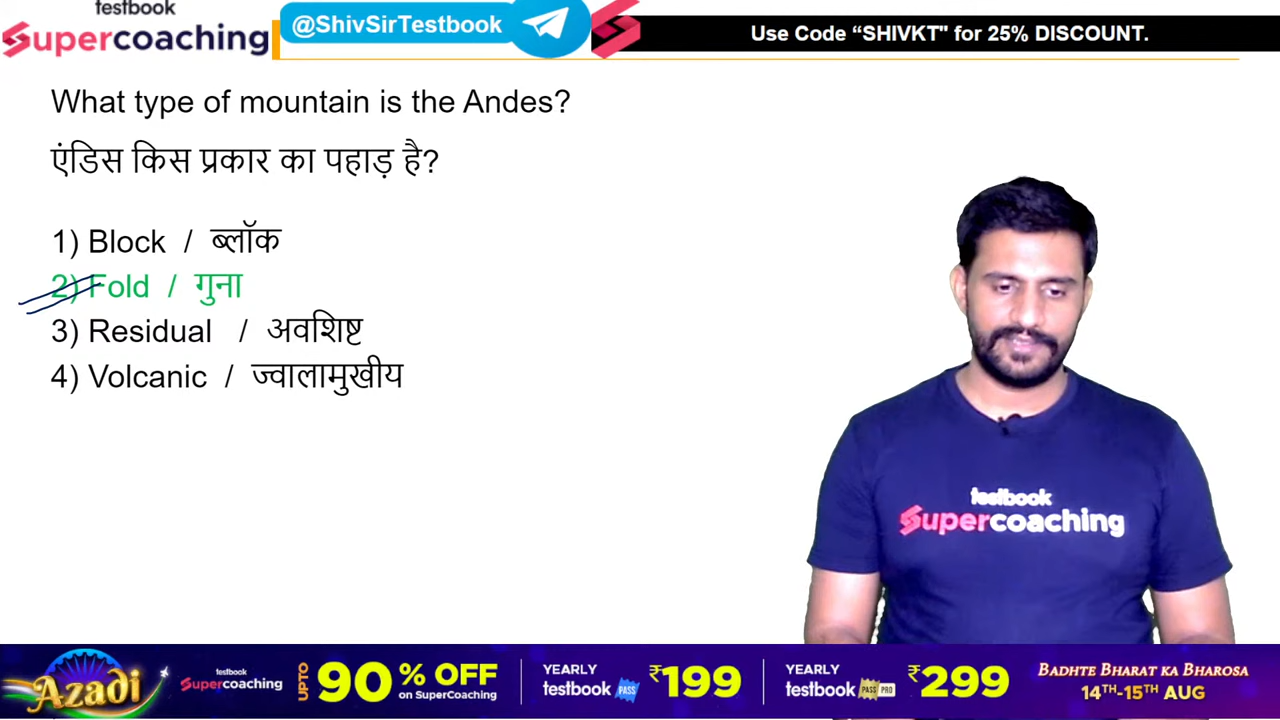 testbook
Supercoaching
@ShivSirTestbook
Use Code “SHIVKT" for 25% DISCOUNT.
What type of mountain is the Andes?
एंडिस किस प्रकार का पहाड़ है?
1) Block / ब्लॉक
2) Fold / गुना
3) Residual / अवशिष्ट
4) Volcanic / ज्वालामुखीय
testbook
Supercoaching
Azadi
testbook
Supercoaching
UPTO 90% OFF
on SuperCoaching
YEARLY
testbook PASS
₹199
YEARLY
testbook PASS PRO
₹299
BADHTE BHARAT KA BHAROSA
14TH-15TH AUG